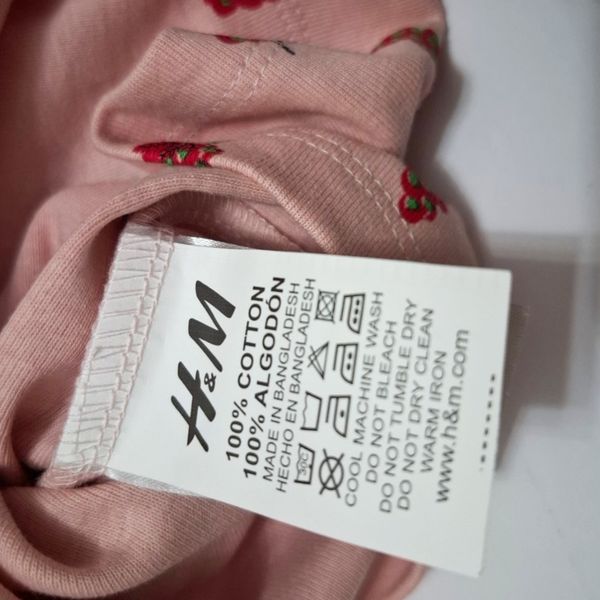 H&M
100% COTTON
100% ALGODÓN
MADE IN BANGLADESH
HECHO EN BANGLADESH
30C
COOL MACHINE WASH
DO NOT BLEACH
DO NOT TUMBLE DRY
DO NOT DRY CLEAN
WARM IRON
www.h&m.com